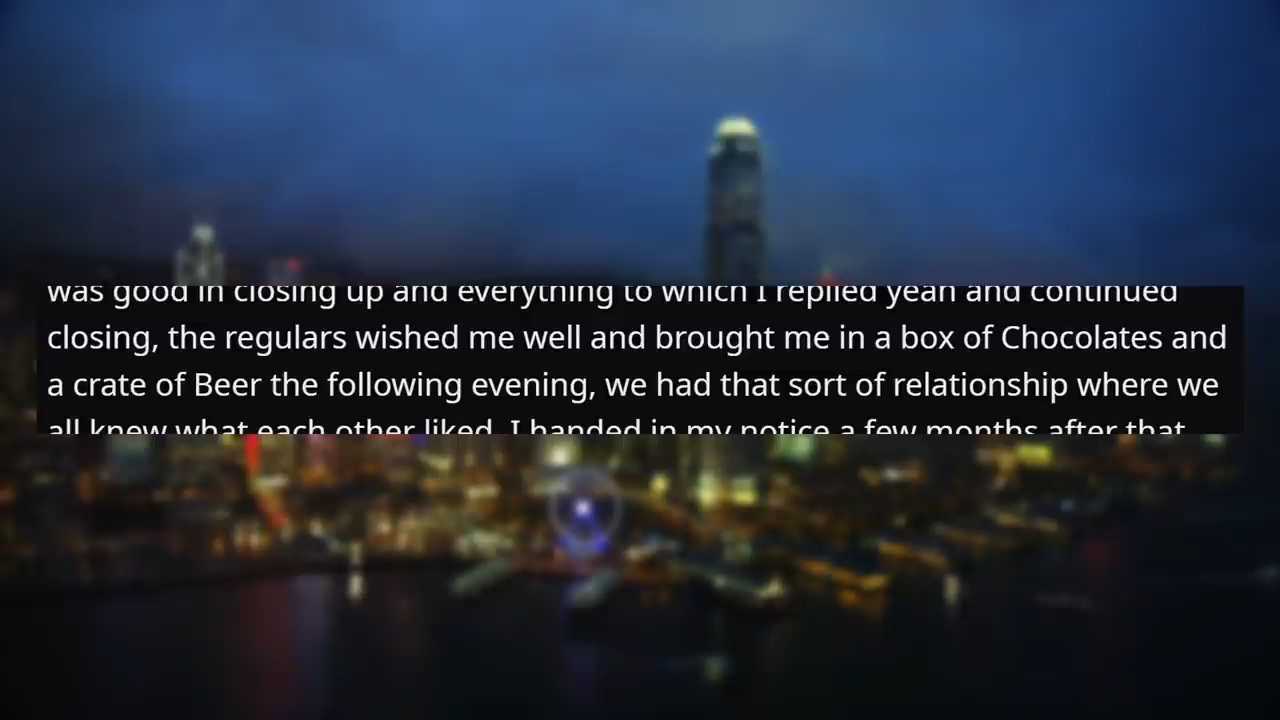 was good in closing up and everything to which I replied yeah and continued
closing, the regulars wished me well and brought me in a box of Chocolates and
a crate of Beer the following evening, we had that sort of relationship where we
all knew what each other liked. I handed in my notice a few months after that